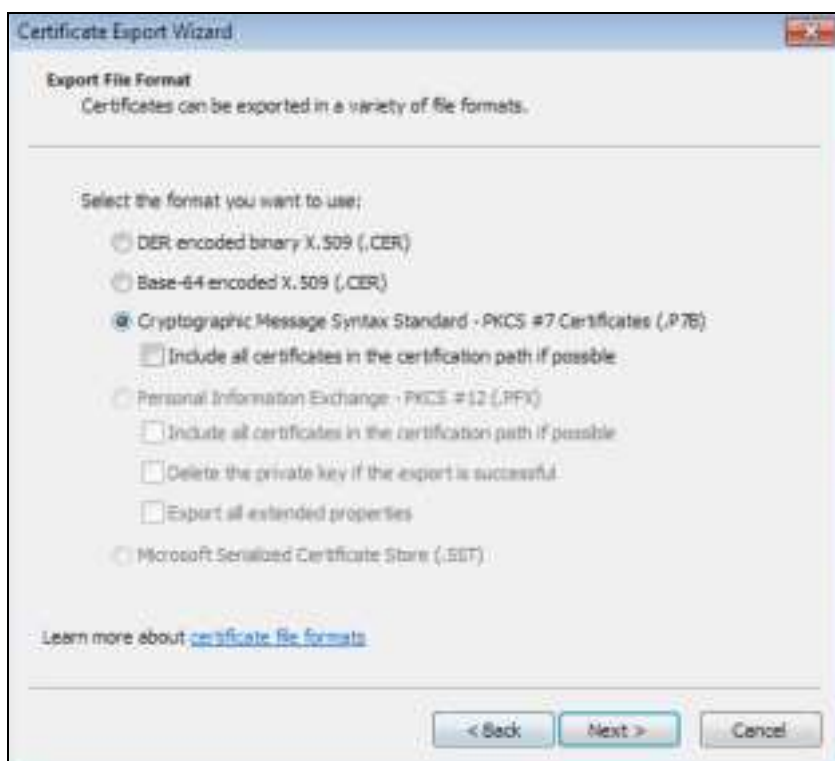 Certificate Export Wizard
Export File Format
Certificates can be exported in a variety of file formats.
Select the format you want to use:
DER encoded binary X.509 (.CER)
Base-64 encoded X.509 (.CER)
Cryptographic Message Syntax Standard - PKCS #7 Certificates (.P7B)
Include all certificates in the certification path if possible
Personal Information Exchange - PKCS #12 (.PFX)
Include all certificates in the certification path if possible
Delete the private key if the export is successful
Export all extended properties
Microsoft Serialized Certificate Store (.SST)
Learn more about certificate file formats
< Back Next > Cancel